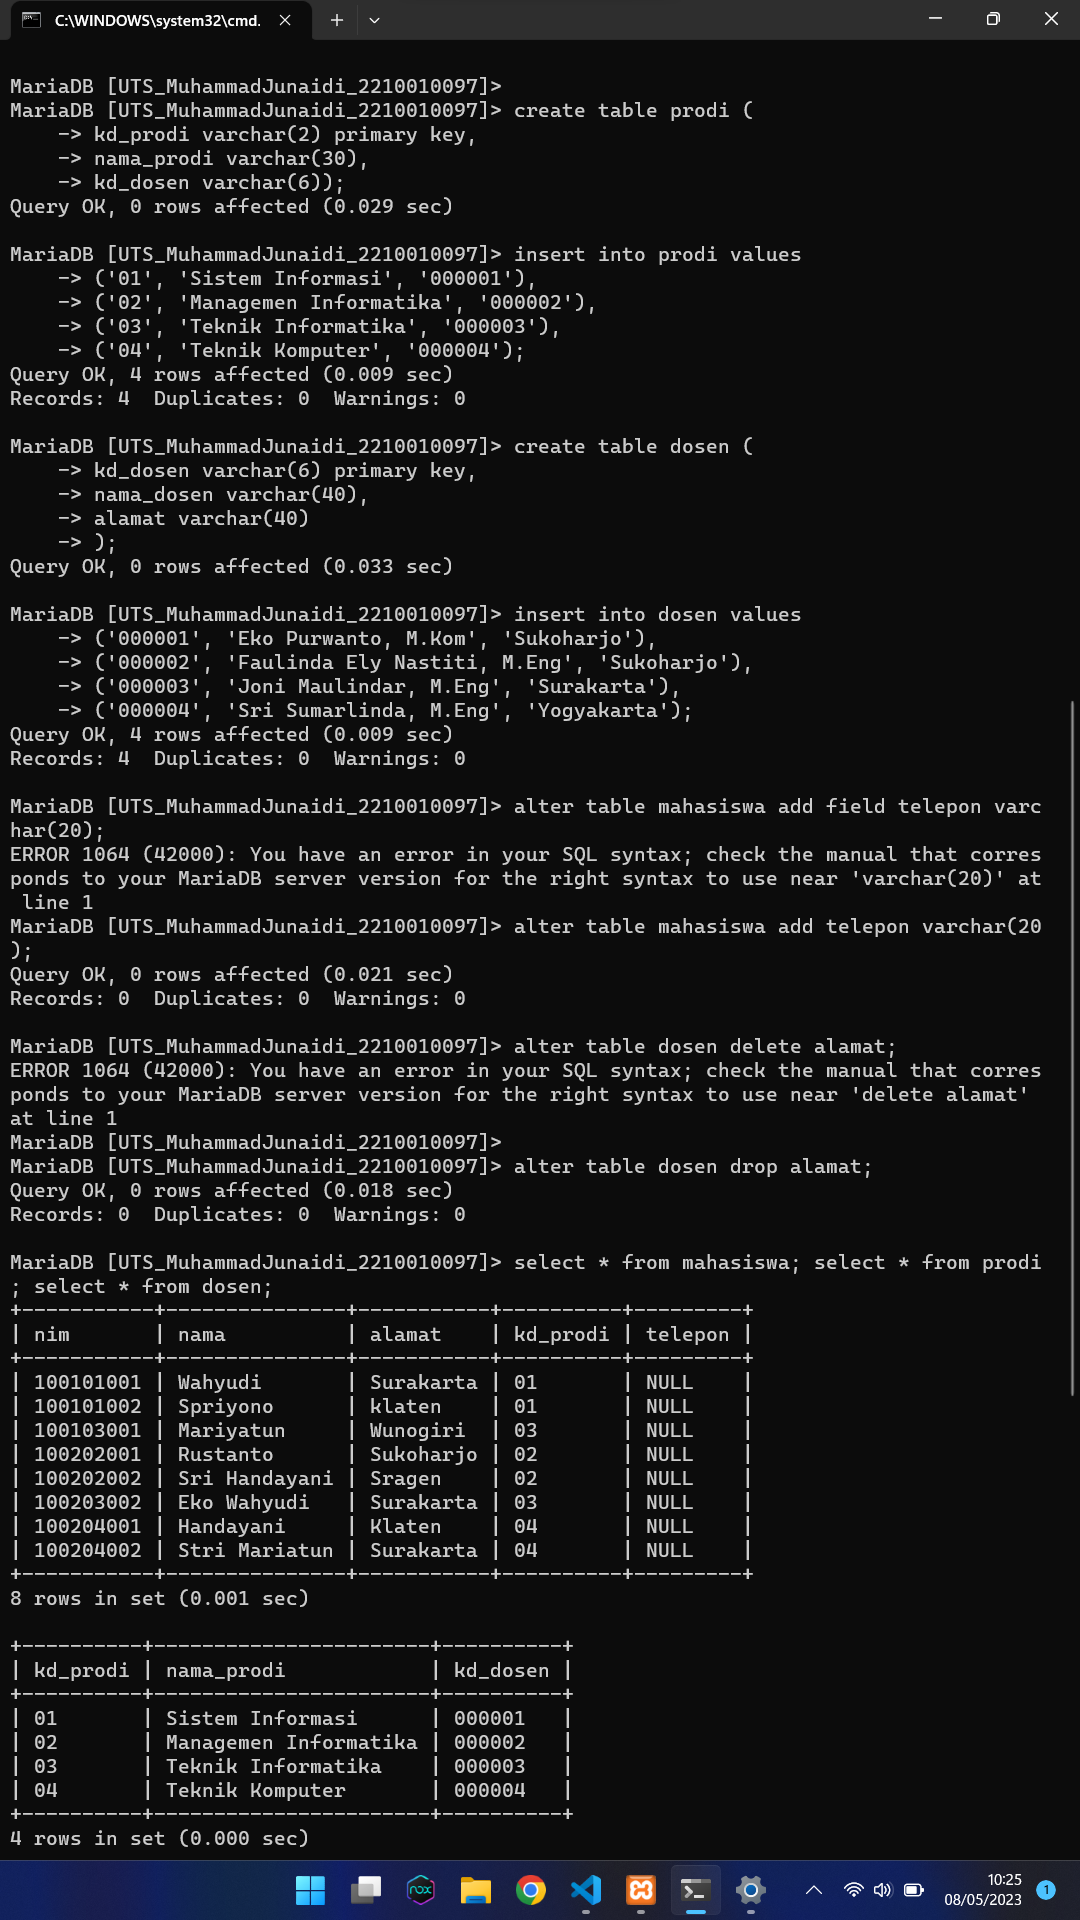 C:\WINDOWS\system32\cmd.
MariaDB [UTS_MuhammadJunaidi_2210010097]>
MariaDB [UTS_MuhammadJunaidi_2210010097]> create table prodi (
    -> kd_prodi varchar(2) primary key,
    -> nama_prodi varchar(30),
    -> kd_dosen varchar(6));
Query OK, 0 rows affected (0.029 sec)
MariaDB [UTS_MuhammadJunaidi_2210010097]> insert into prodi values
    -> ('01', 'Sistem Informasi', '000001'),
    -> ('02', 'Managemen Informatika', '000002'),
    -> ('03', 'Teknik Informatika', '000003'),
    -> ('04', 'Teknik Komputer', '000004');
Query OK, 4 rows affected (0.009 sec)
Records: 4  Duplicates: 0  Warnings: 0
MariaDB [UTS_MuhammadJunaidi_2210010097]> create table dosen (
    -> kd_dosen varchar(6) primary key,
    -> nama_dosen varchar(40),
    -> alamat varchar(40)
    -> );
Query OK, 0 rows affected (0.033 sec)
MariaDB [UTS_MuhammadJunaidi_2210010097]> insert into dosen values
    -> ('000001', 'Eko Purwanto, M.Kom', 'Sukoharjo'),
    -> ('000002', 'Faulinda Ely Nastiti, M.Eng', 'Sukoharjo'),
    -> ('000003', 'Joni Maulindar, M.Eng', 'Surakarta'),
    -> ('000004', 'Sri Sumarlinda, M.Eng', 'Yogyakarta');
Query OK, 4 rows affected (0.009 sec)
Records: 4  Duplicates: 0  Warnings: 0
MariaDB [UTS_MuhammadJunaidi_2210010097]> alter table mahasiswa add field telepon varc
har(20);
ERROR 1064 (42000): You have an error in your SQL syntax; check the manual that corres
ponds to your MariaDB server version for the right syntax to use near 'varchar(20)' at
 line 1
MariaDB [UTS_MuhammadJunaidi_2210010097]> alter table mahasiswa add telepon varchar(20
);
Query OK, 0 rows affected (0.021 sec)
Records: 0  Duplicates: 0  Warnings: 0
MariaDB [UTS_MuhammadJunaidi_2210010097]> alter table dosen delete alamat;
ERROR 1064 (42000): You have an error in your SQL syntax; check the manual that corres
ponds to your MariaDB server version for the right syntax to use near 'delete alamat'
at line 1
MariaDB [UTS_MuhammadJunaidi_2210010097]>
MariaDB [UTS_MuhammadJunaidi_2210010097]> alter table dosen drop alamat;
Query OK, 0 rows affected (0.018 sec)
Records: 0  Duplicates: 0  Warnings: 0
MariaDB [UTS_MuhammadJunaidi_2210010097]> select * from mahasiswa; select * from prodi
; select * from dosen;
+-----------+---------------+-----------+----------+---------+
| nim       | nama          | alamat    | kd_prodi | telepon |
+-----------+---------------+-----------+----------+---------+
| 100101001 | Wahyudi       | Surakarta | 01       | NULL    |
| 100101002 | Spriyono      | klaten    | 01       | NULL    |
| 100103001 | Mariyatun     | Wunogiri  | 03       | NULL    |
| 100202001 | Rustanto      | Sukoharjo | 02       | NULL    |
| 100202002 | Sri Handayani | Sragen    | 02       | NULL    |
| 100203002 | Eko Wahyudi   | Surakarta | 03       | NULL    |
| 100204001 | Handayani     | Klaten    | 04       | NULL    |
| 100204002 | Stri Mariatun | Surakarta | 04       | NULL    |
+-----------+---------------+-----------+----------+---------+
8 rows in set (0.001 sec)
+----------+-----------------------+----------+
| kd_prodi | nama_prodi            | kd_dosen |
+----------+-----------------------+----------+
| 01       | Sistem Informasi      | 000001   |
| 02       | Managemen Informatika | 000002   |
| 03       | Teknik Informatika    | 000003   |
| 04       | Teknik Komputer       | 000004   |
+----------+-----------------------+----------+
4 rows in set (0.000 sec)
nox
10:25
08/05/2023
1